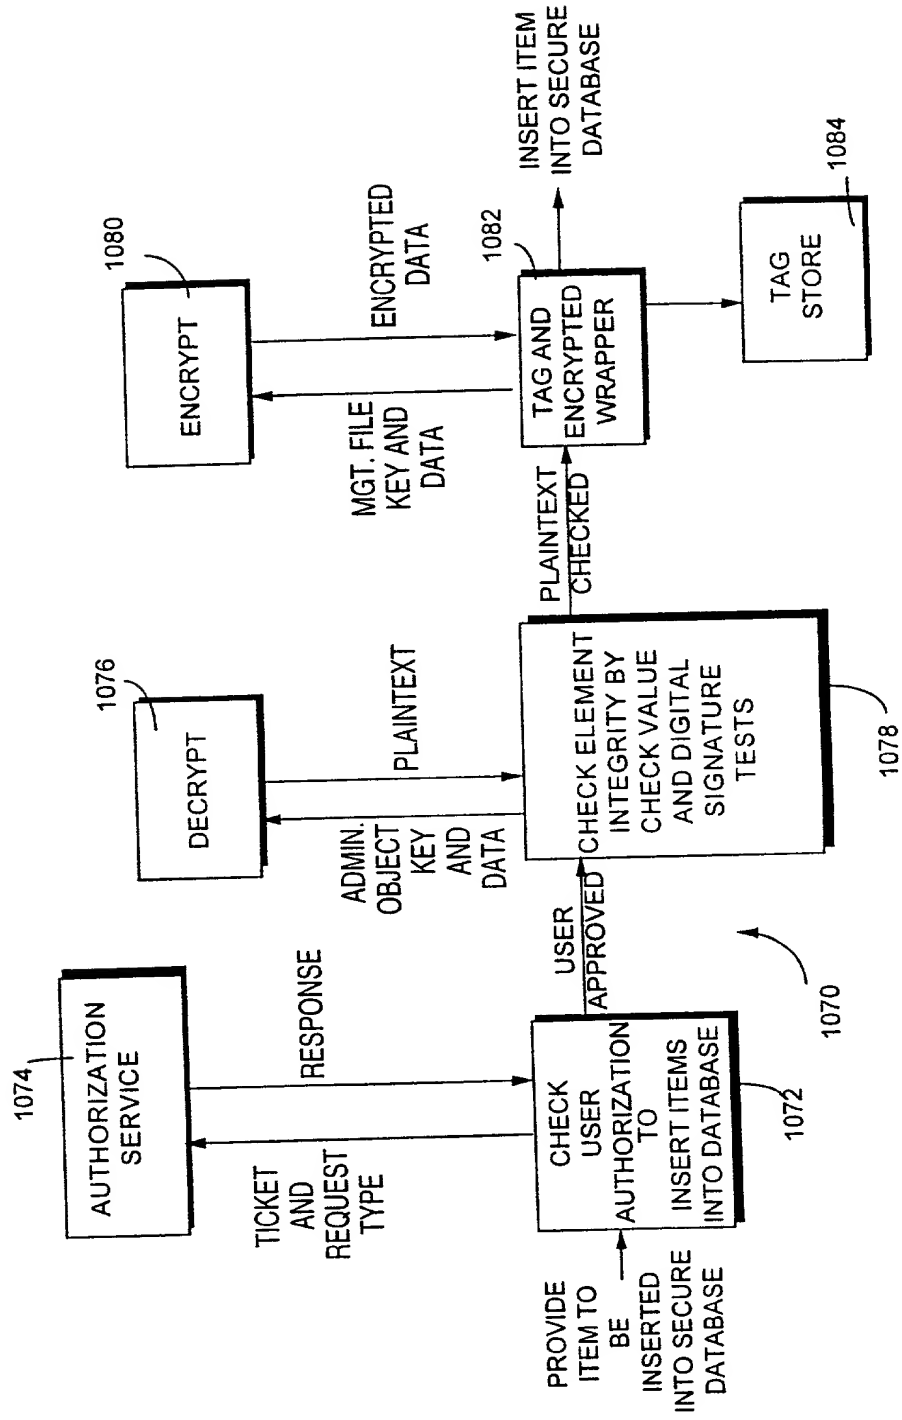 1074
AUTHORIZATION
SERVICE
TICKET
AND
REQUEST
TYPE
RESPONSE
PROVIDE
ITEM TO
BE
INSERTED
INTO SECURE
DATABASE
CHECK
USER
AUTHORIZATION
TO
INSERT ITEMS
INTO DATABASE
1072
USER
APPROVED
1070
1076
DECRYPT
ADMIN.
OBJECT
KEY
AND
DATA
PLAINTEXT
CHECK ELEMENT
INTEGRITY BY
CHECK VALUE
AND DIGITAL
SIGNATURE
TESTS
1078
PLAINTEXT
CHECKED
1080
ENCRYPT
MGT. FILE
KEY AND
DATA
ENCRYPTED
DATA
1082
TAG AND
ENCRYPTED
WRAPPER
INSERT ITEM
INTO SECURE
DATABASE
TAG
STORE
1084